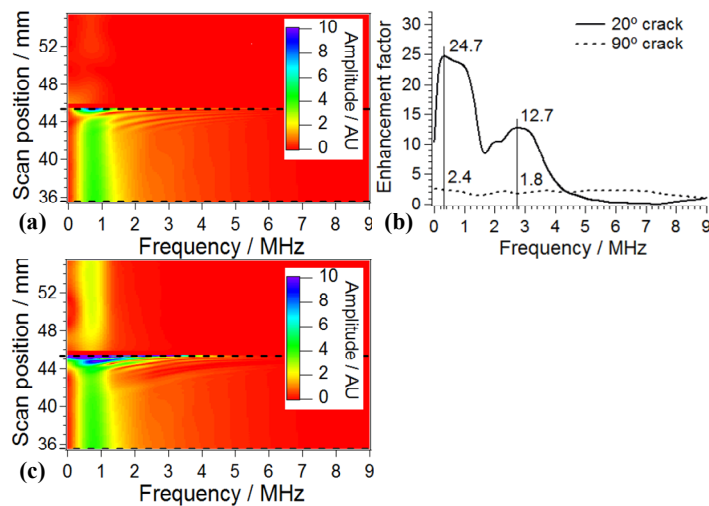 Scan position / mm
52
48
44
40
36
10
8
6
4
2
0
Amplitude / AU
0 1 2 3 4 5 6 7 8 9
Frequency / MHz
(a)
Enhancement factor
30
25
20
15
10
5
0
20º crack
90º crack
24.7
12.7
2.4
1.8
0 1 2 3 4 5 6 7 8 9
Frequency / MHz
(b)
Scan position / mm
52
48
44
40
36
10
8
6
4
2
0
Amplitude / AU
0 1 2 3 4 5 6 7 8 9
Frequency / MHz
(c)